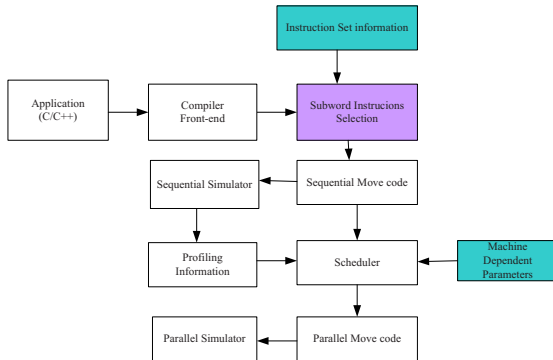 Instruction Set information
Application
(C/C++)
Compiler
Front-end
Subword Instrucions
Selection
Sequential Simulator
Sequential Move code
Profiling
Information
Scheduler
Machine
Dependent
Parameters
Parallel Simulator
Parallel Move code